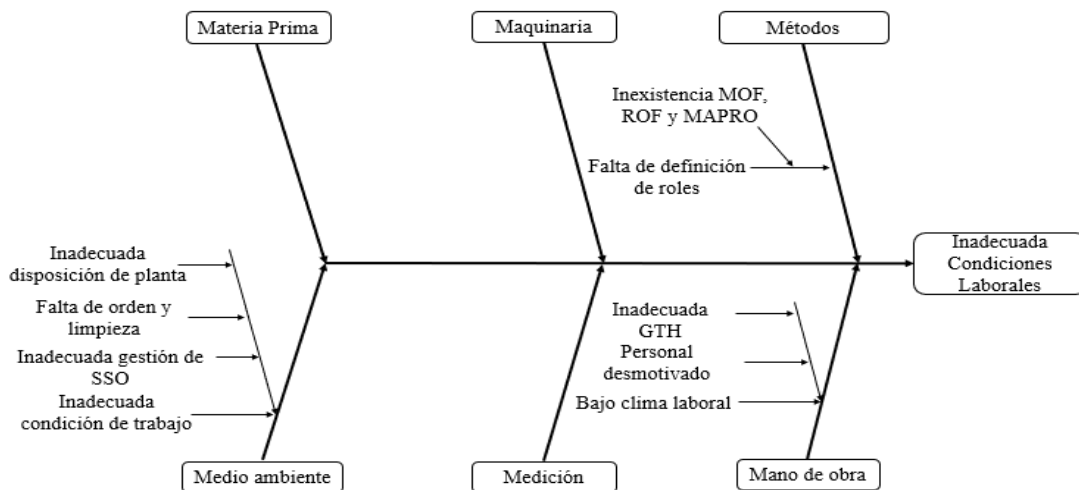 Materia Prima
Maquinaria
Métodos
Inexistencia MOF,
ROF y MAPRO
Falta de definición
de roles
Inadecuada
disposición de planta
Falta de orden y
limpieza
Inadecuada gestión de
SSO
Inadecuada
condición de trabajo
Inadecuada
Condiciones
Laborales
Inadecuada
GTH
Personal
desmotivado
Bajo clima laboral
Medio ambiente
Medición
Mano de obra